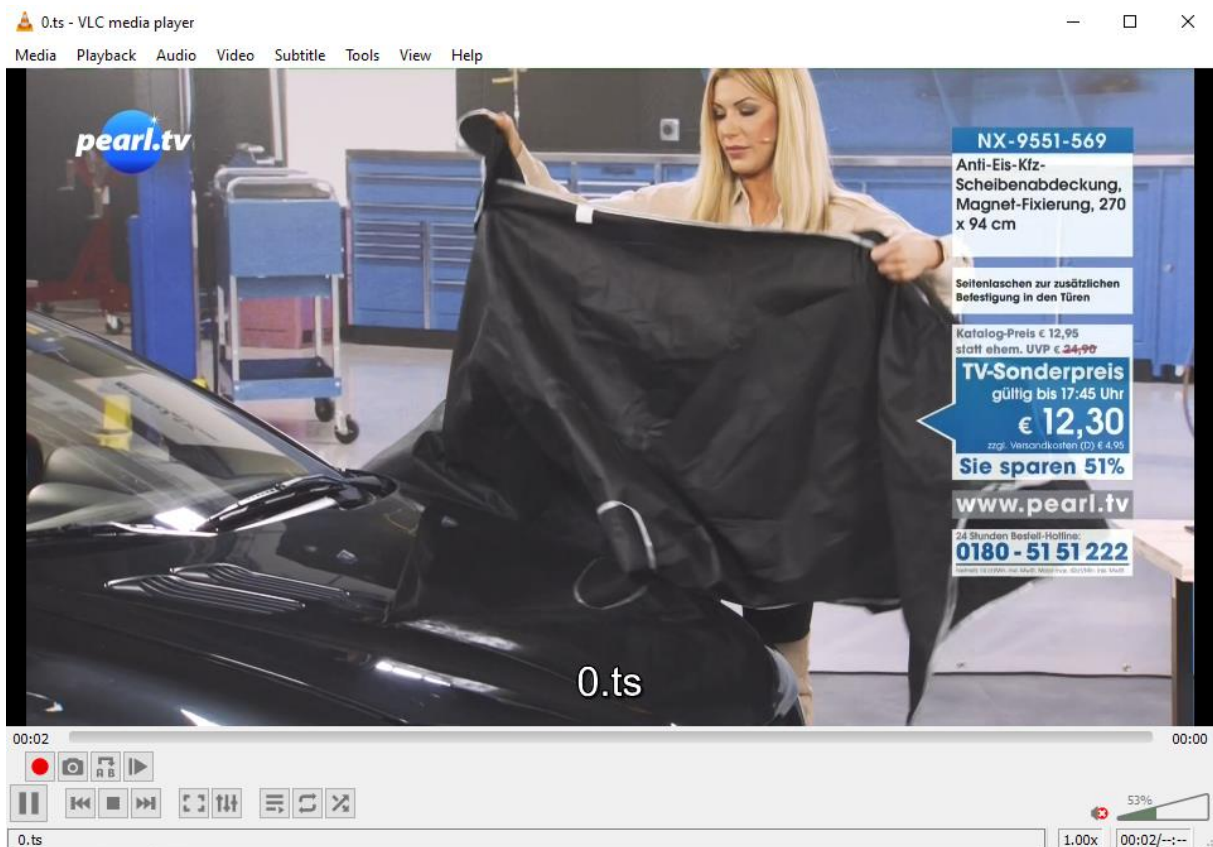 0.ts - VLC media player
Media Playback Audio Video Subtitle Tools View Help
pearl.tv
NX-9551-569
Anti-Eis-Kfz-
Scheibenabdeckung,
Magnet-Fixierung, 270
x 94 cm
Seitenlaschen zur zusätzlichen
Befestigung in den Türen
Katalog-Preis € 12,95
statt ehem. UVP € 24,90
TV-Sonderpreis
gültig bis 17:45 Uhr
€ 12,30
zzgl. Versandkosten (D) € 4,95
Sie sparen 51%
www.pearl.tv
24 Stunden Bestell-Hotline:
0180 - 51 51 222
0.ts
00:02 00:00
A B
53%
0.ts 1.00x 00:02/--:--